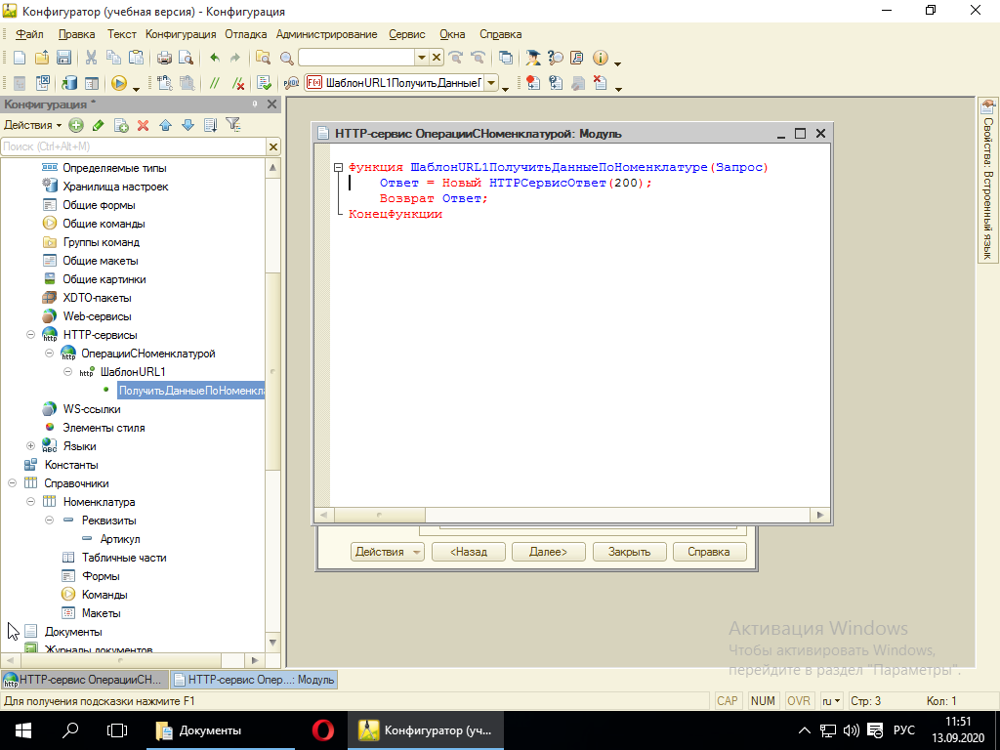 Конфигуратор (учебная версия) - Конфигурация
Файл Правка Текст Конфигурация Отладка Администрирование Сервис Окна Справка
ШаблонURL1ПолучитьДанныеГ
Конфигурация *
Действия
Поиск (Ctrl+Alt+M)
Определяемые типы
Хранилища настроек
Общие формы
Общие команды
Группы команд
Общие макеты
Общие картинки
XDTO-пакеты
Web-сервисы
HTTP-сервисы
ОперацииСНоменклатурой
ШаблонURL1
ПолучитьДанныеПоНоменкла
WS-ссылки
Элементы стиля
Языки
Константы
Справочники
Номенклатура
Реквизиты
Артикул
Табличные части
Формы
Команды
Макеты
Документы
Журналы документов
HTTP-сервис ОперацииСНоменклатурой: Модуль
Функция ШаблонURL1ПолучитьДанныеПоНоменклатуре(Запрос)
Ответ = Новый HTTPСервисОтвет(200);
Возврат Ответ;
КонецФункции
Действия <Назад Далее> Закрыть Справка
Свойства: Встроенный язык
Активация Windows
Чтобы активировать Windows,
перейдите в раздел "Параметры".
HTTP-сервис ОперацииСН... HTTP-сервис Опер...: Модуль
Для получения подсказки нажмите F1 CAP NUM OVR ru Стр: 3 Кол: 1
Документы Конфигуратор (уч... РУС 11:51
13.09.2020